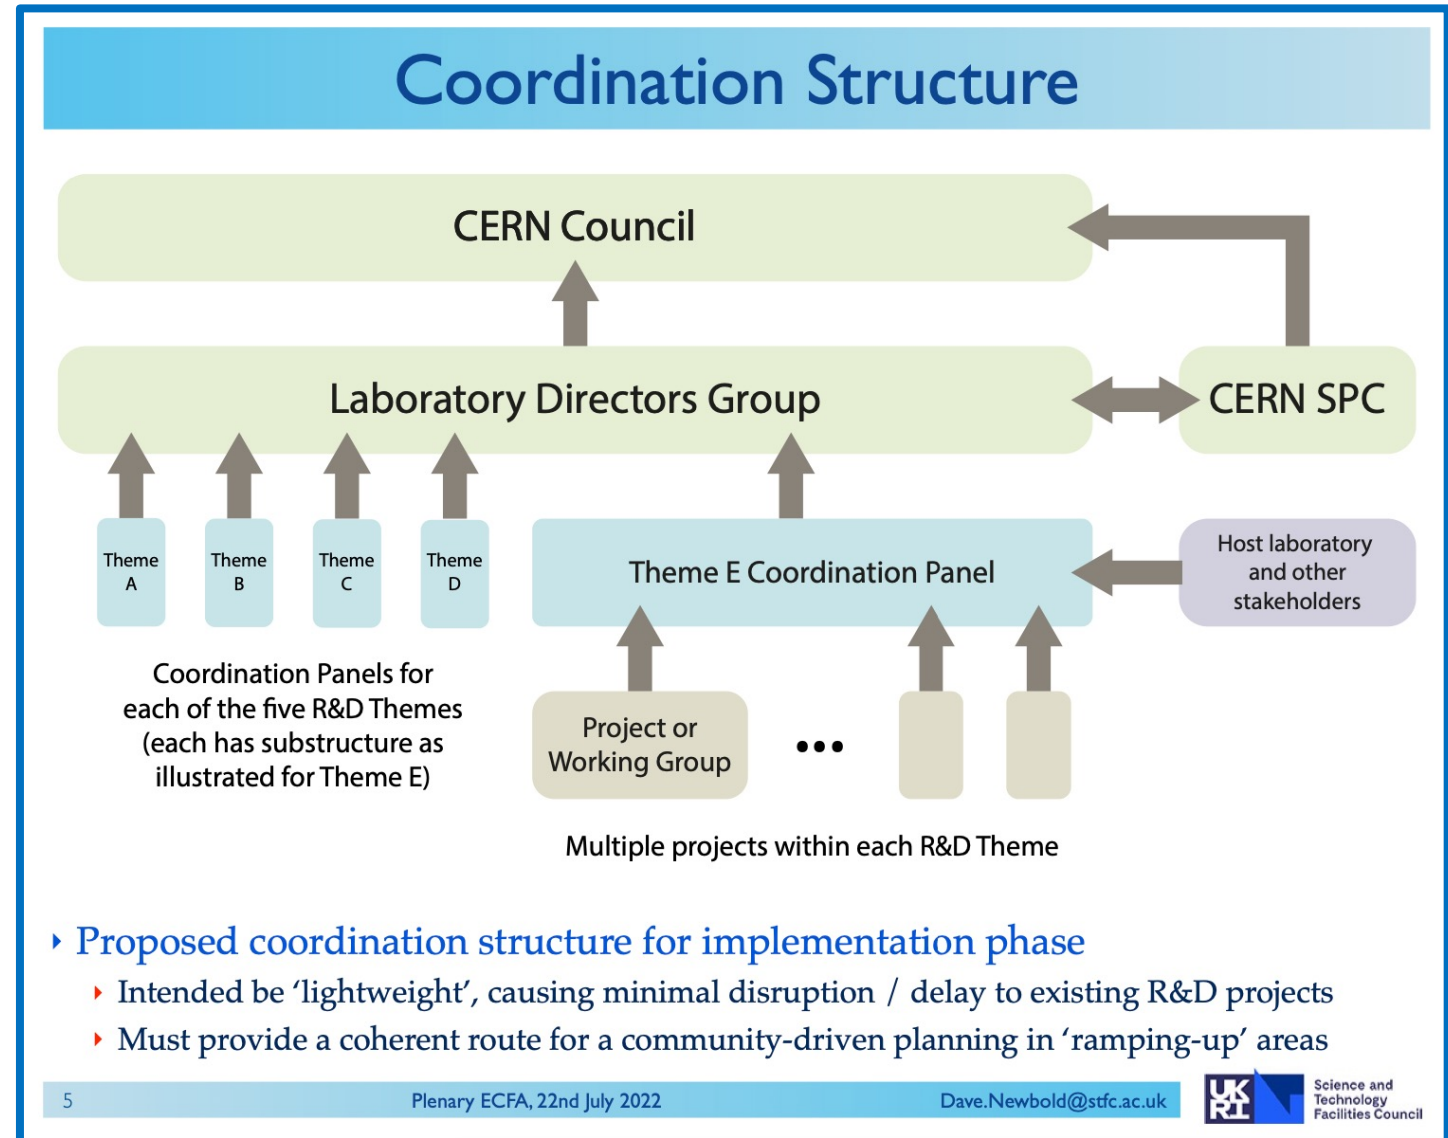 Coordination Structure
CERN Council
Laboratory Directors Group
CERN SPC
Theme
A
Theme
B
Theme
C
Theme
D
Theme E Coordination Panel
Host laboratory
and other
stakeholders
Coordination Panels for
each of the five R&D Themes
(each has substructure as
illustrated for Theme E)
Project or
Working Group
...
Multiple projects within each R&D Theme
‣ Proposed coordination structure for implementation phase
‣ Intended be ‘lightweight’, causing minimal disruption / delay to existing R&D projects
‣ Must provide a coherent route for a community-driven planning in ‘ramping-up’ areas
5
Plenary ECFA, 22nd July 2022
Dave.Newbold@stfc.ac.uk
UK
RI
Science and
Technology
Facilities Council